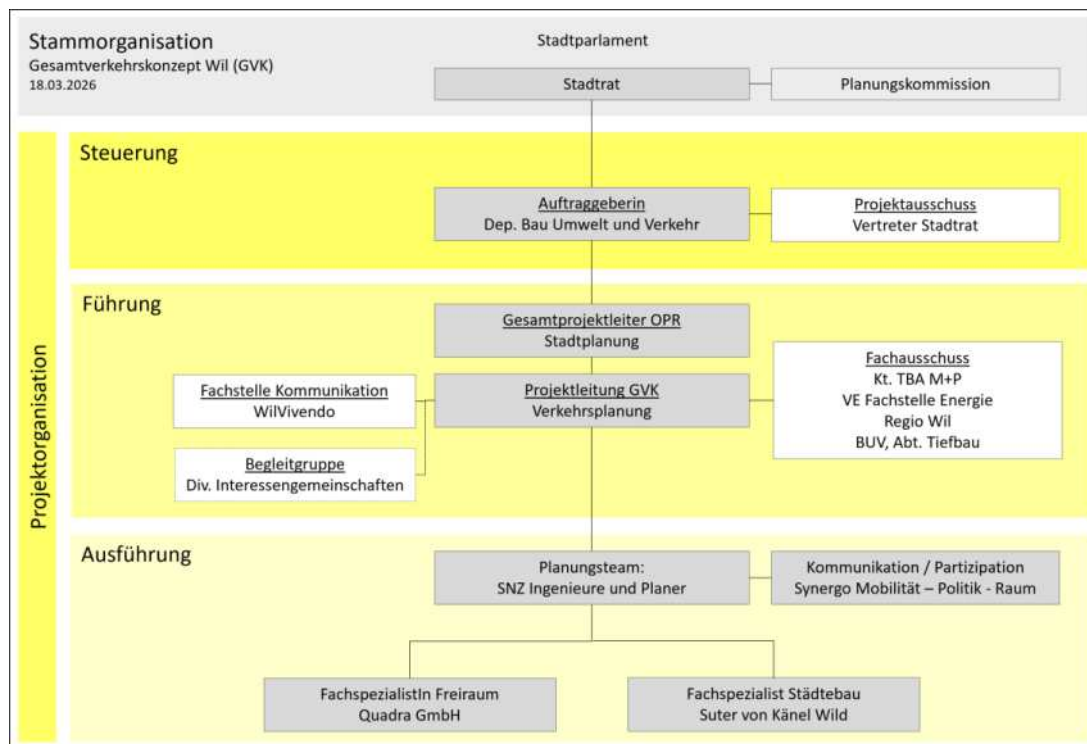 Stammorganisation
Gesamtverkehrskonzept Wil (GVK)
18.03.2026
Stadtparlament
Stadtrat
Planungskommission
Projektorganisation
Steuerung
Auftraggeberin
Dep. Bau Umwelt und Verkehr
Projektausschuss
Vertreter Stadtrat
Führung
Gesamtprojektleiter OPR
Stadtplanung
Fachstelle Kommunikation
WilVivendo
Projektleitung GVK
Verkehrsplanung
Fachausschuss
Kt. TBA M+P
VE Fachstelle Energie
Regio Wil
BUV, Abt. Tiefbau
Begleitgruppe
Div. Interessengemeinschaften
Ausführung
Planungsteam:
SNZ Ingenieure und Planer
Kommunikation / Partizipation
Synergo Mobilität – Politik - Raum
FachspezialistIn Freiraum
Quadra GmbH
Fachspezialist Städtebau
Suter von Känel Wild